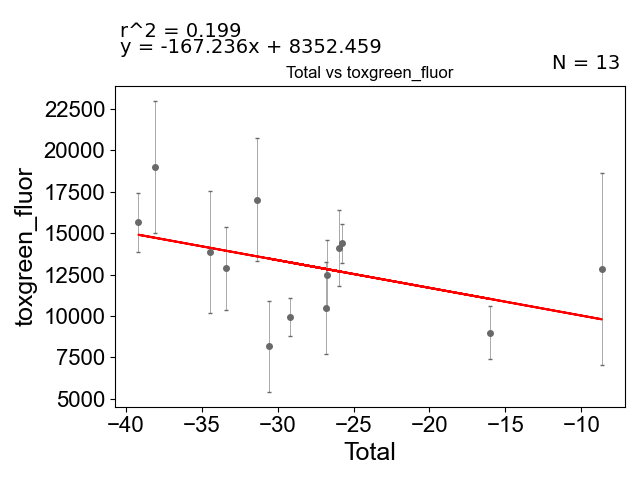 r^2 = 0.199
y = -167.236x + 8352.459
N = 13
Total vs toxgreen_fluor
22500
20000
17500
15000
12500
10000
7500
5000
toxgreen_fluor
−40 −35 −30 −25 −20 −15 −10
Total